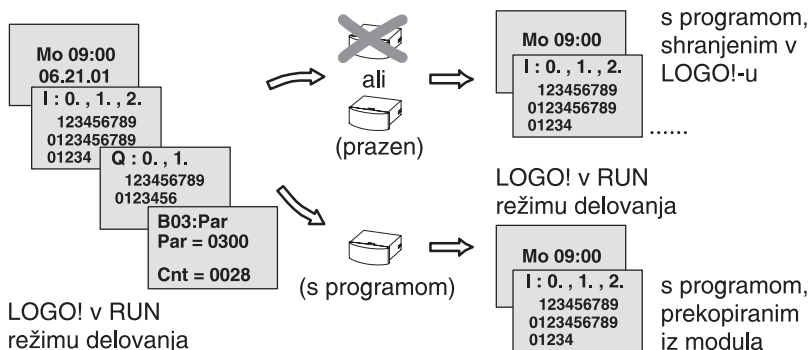 Mo 09:00
06.21.01
I : 0. , 1. , 2.
123456789
0123456789
01234
Q : 0. , 1.
123456789
0123456
B03:Par
Par = 0300
Cnt = 0028
LOGO! v RUN
režimu delovanja
ali
(prazen)
Mo 09:00
I : 0. , 1. , 2.
123456789
0123456789
01234
......
s programom,
shranjenim v
LOGO!-u
(s programom)
LOGO! v RUN
režimu delovanja
Mo 09:00
I : 0. , 1. , 2.
123456789
0123456789
01234
s programom,
prekopiranim
iz modula